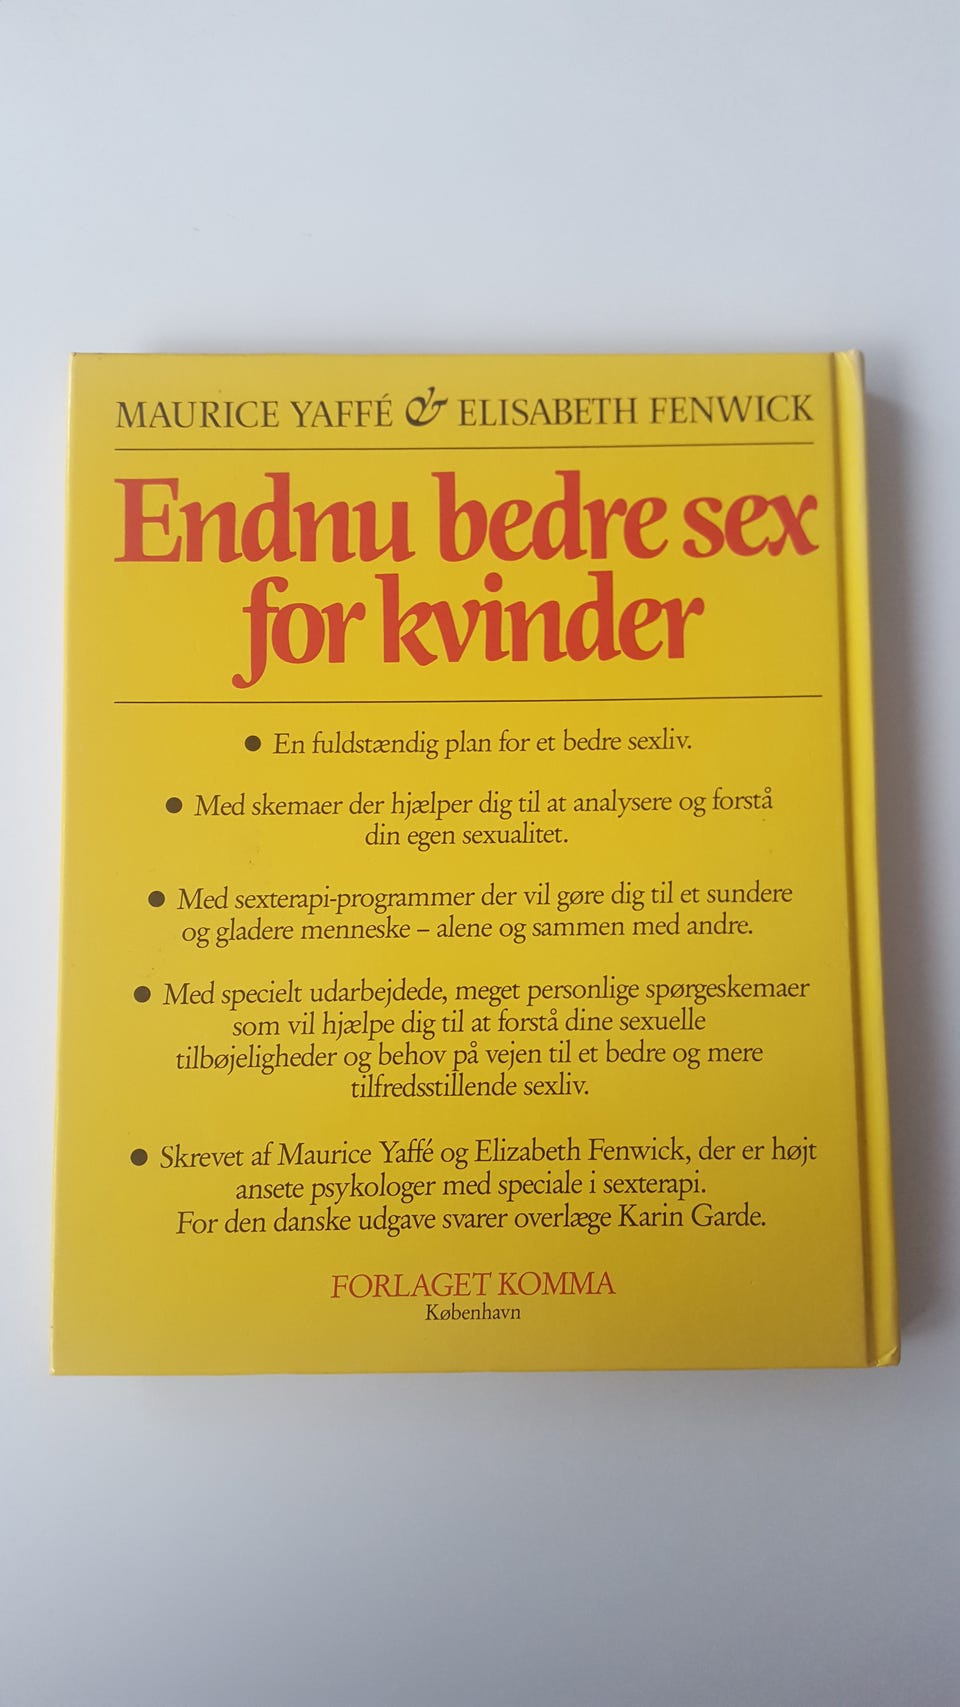 MAURICE YAFFÉ & ELISABETH FENWICK
Endnu bedre sex
for kvinder
● En fuldstændig plan for et bedre sexliv.
● Med skemaer der hjælper dig til at analysere og forstå
din egen sexualitet.
● Med sexterapi-programmer der vil gøre dig til et sundere
og gladere menneske – alene og sammen med andre.
● Med specielt udarbejdede, meget personlige spørgeskemaer
som vil hjælpe dig til at forstå dine sexuelle
tilbøjeligheder og behov på vejen til et bedre og mere
tilfredsstillende sexliv.
● Skrevet af Maurice Yaffé og Elizabeth Fenwick, der er højt
ansete psykologer med speciale i sexterapi.
For den danske udgave svarer overlæge Karin Garde.
FORLAGET KOMMA
København